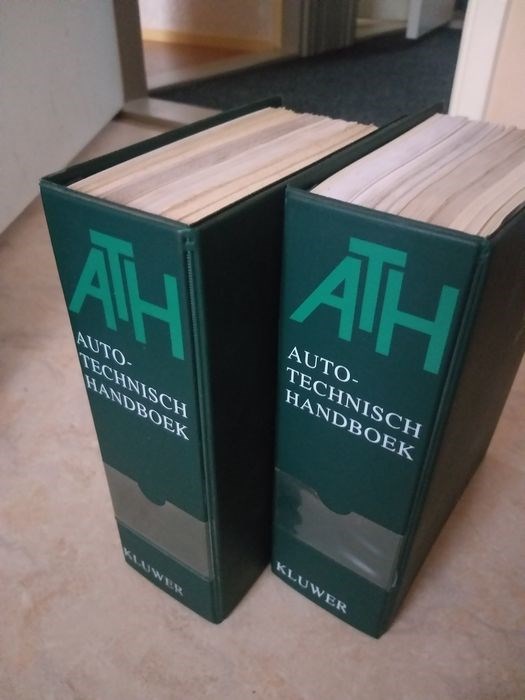 ATH
AUTO-
TECHNISCH
HANDBOEK
KLUWER
ATH
AUTO-
TECHNISCH
HANDBOEK
KLUWER